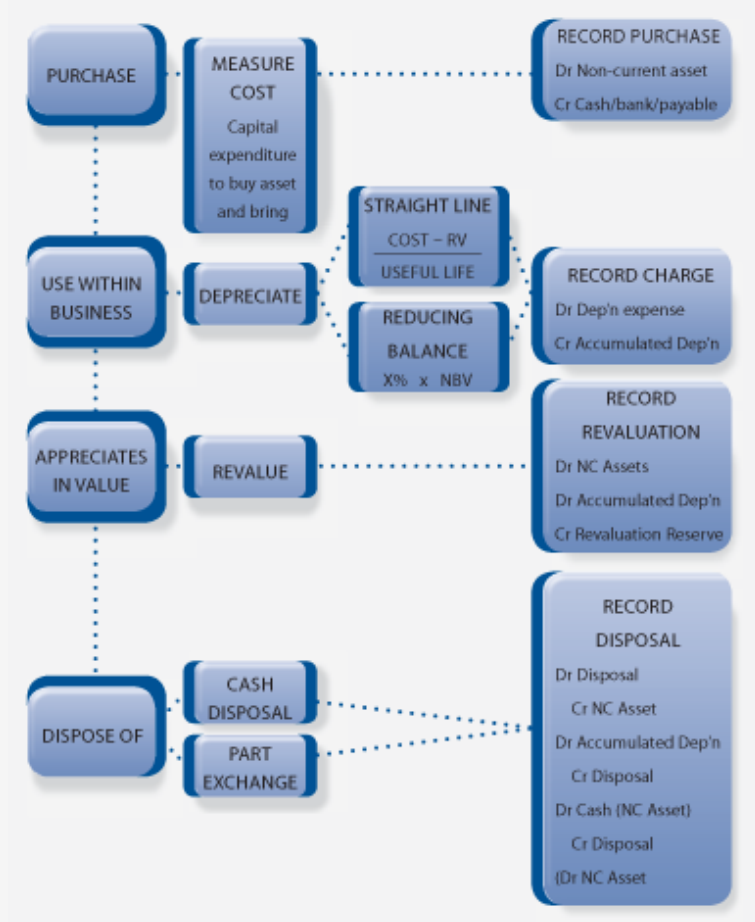 PURCHASE
MEASURE
COST
Capital
expenditure
to buy asset
and bring
RECORD PURCHASE
Dr Non-current asset
Cr Cash/bank/payable
USE WITHIN
BUSINESS
DEPRECIATE
STRAIGHT LINE
COST – RV
USEFUL LIFE
REDUCING
BALANCE
X% x NBV
RECORD CHARGE
Dr Dep'n expense
Cr Accumulated Dep'n
APPRECIATES
IN VALUE
REVALUE
RECORD
REVALUATION
Dr NC Assets
Dr Accumulated Dep'n
Cr Revaluation Reserve
DISPOSE OF
CASH
DISPOSAL
PART
EXCHANGE
RECORD
DISPOSAL
Dr Disposal
Cr NC Asset
Dr Accumulated Dep'n
Cr Disposal
Dr Cash (NC Asset)
Cr Disposal
(Dr NC Asset